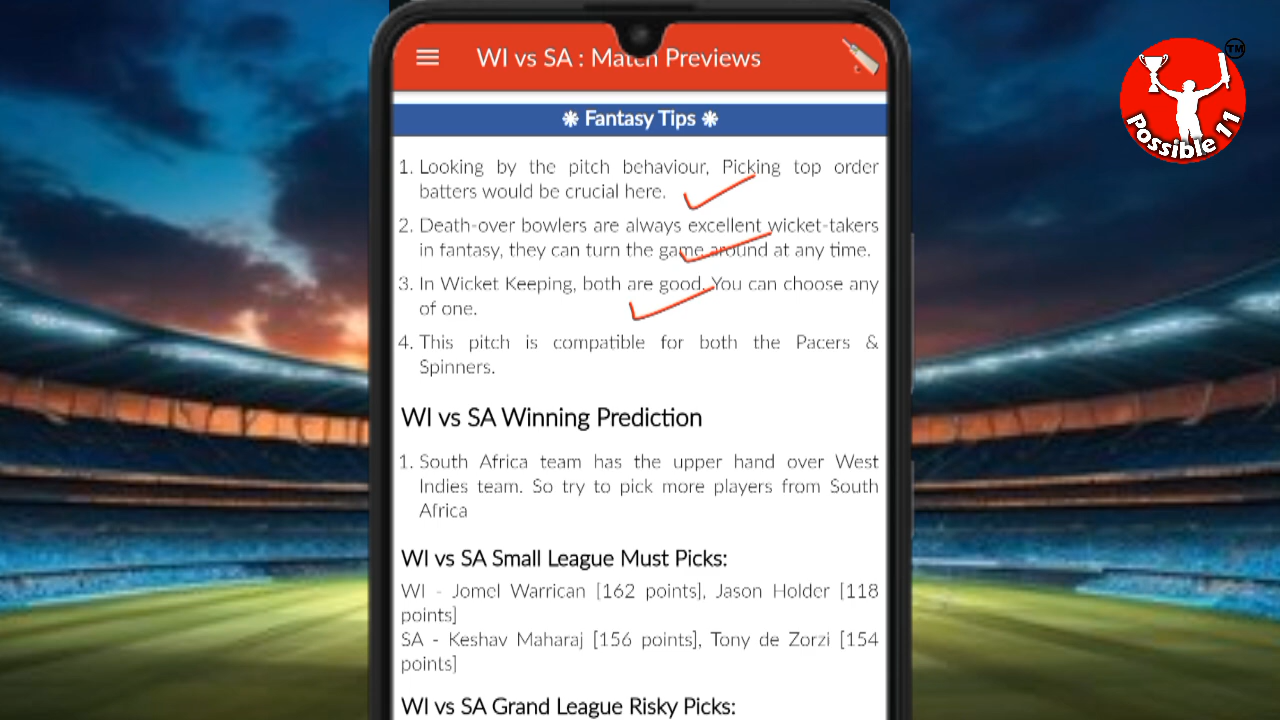 WI vs SA : Match Previews
TM
Possible 11
❋ Fantasy Tips ❋
1. Looking by the pitch behaviour, Picking top order
batters would be crucial here.
2. Death-over bowlers are always excellent wicket-takers
in fantasy, they can turn the game around at any time.
3. In Wicket Keeping, both are good. You can choose any
of one.
4. This pitch is compatible for both the Pacers &
Spinners.
WI vs SA Winning Prediction
1. South Africa team has the upper hand over West
Indies team. So try to pick more players from South
Africa
WI vs SA Small League Must Picks:
WI - Jomel Warrican [162 points], Jason Holder [118
points]
SA - Keshav Maharaj [156 points], Tony de Zorzi [154
points]
WI vs SA Grand League Risky Picks: